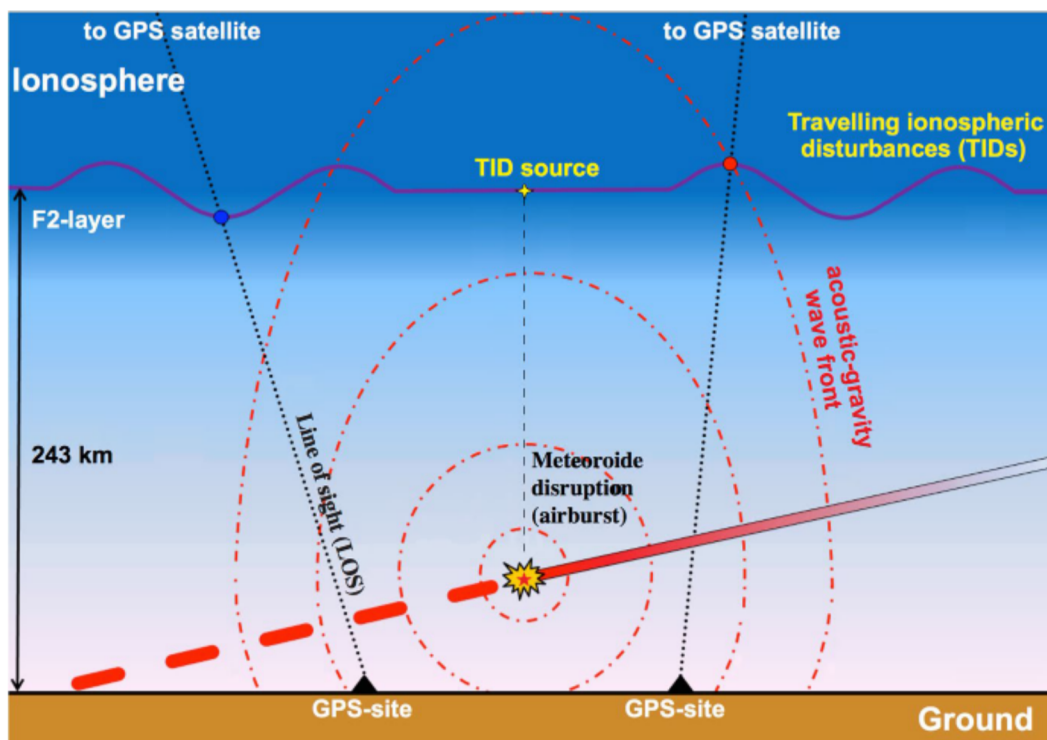 to GPS satellite
to GPS satellite
Ionosphere
Travelling ionospheric
disturbances (TIDs)
TID source
F2-layer
acoustic-gravity
wave front
Line of sight (LOS)
243 km
Meteoroide
disruption
(airburst)
GPS-site
GPS-site
Ground